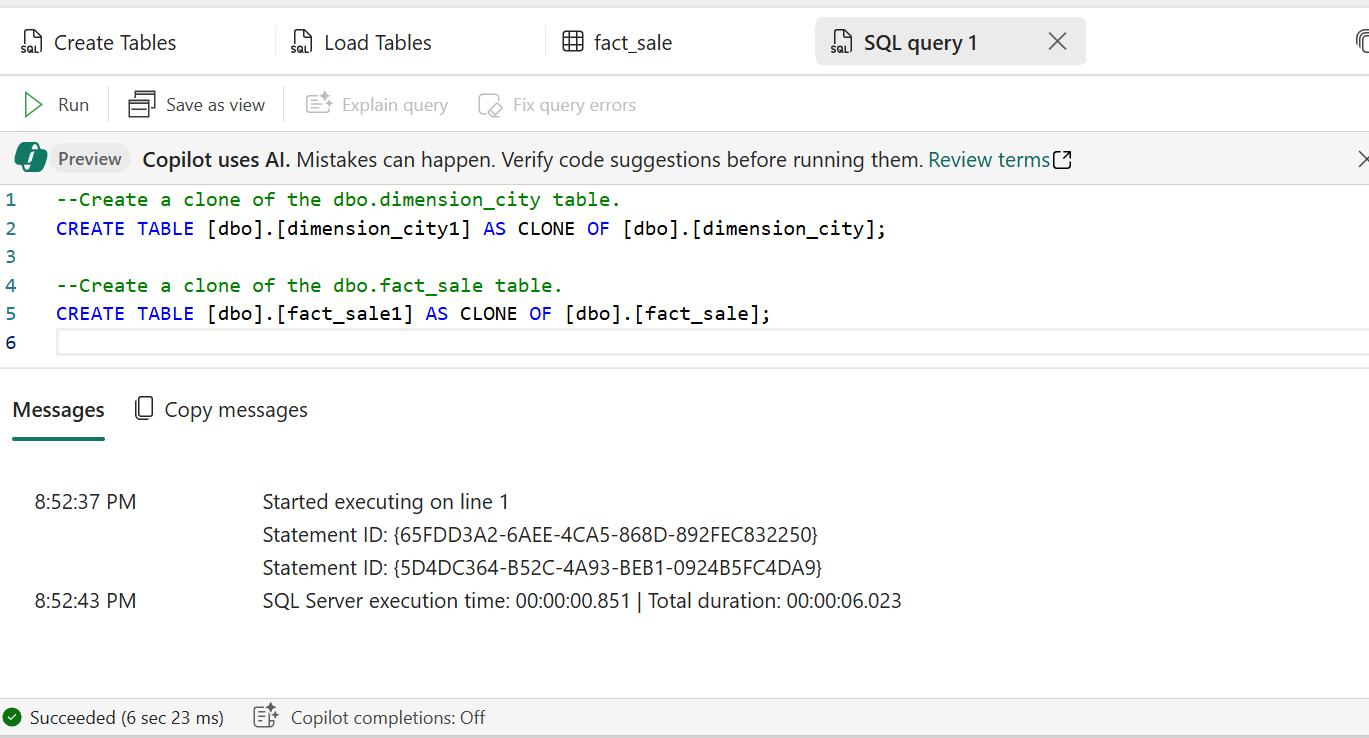 Create Tables
Load Tables
fact_sale
SQL query 1
Run
Save as view
Explain query
Fix query errors
Preview Copilot uses AI. Mistakes can happen. Verify code suggestions before running them. Review terms
1 --Create a clone of the dbo.dimension_city table.
2 CREATE TABLE [dbo].[dimension_city1] AS CLONE OF [dbo].[dimension_city];
3
4 --Create a clone of the dbo.fact_sale table.
5 CREATE TABLE [dbo].[fact_sale1] AS CLONE OF [dbo].[fact_sale];
6
Messages
Copy messages
8:52:37 PM Started executing on line 1
Statement ID: {65FDD3A2-6AEE-4CA5-868D-892FEC832250}
Statement ID: {5D4DC364-B52C-4A93-BEB1-0924B5FC4DA9}
8:52:43 PM SQL Server execution time: 00:00:00.851 | Total duration: 00:00:06.023
Succeeded (6 sec 23 ms)
Copilot completions: Off